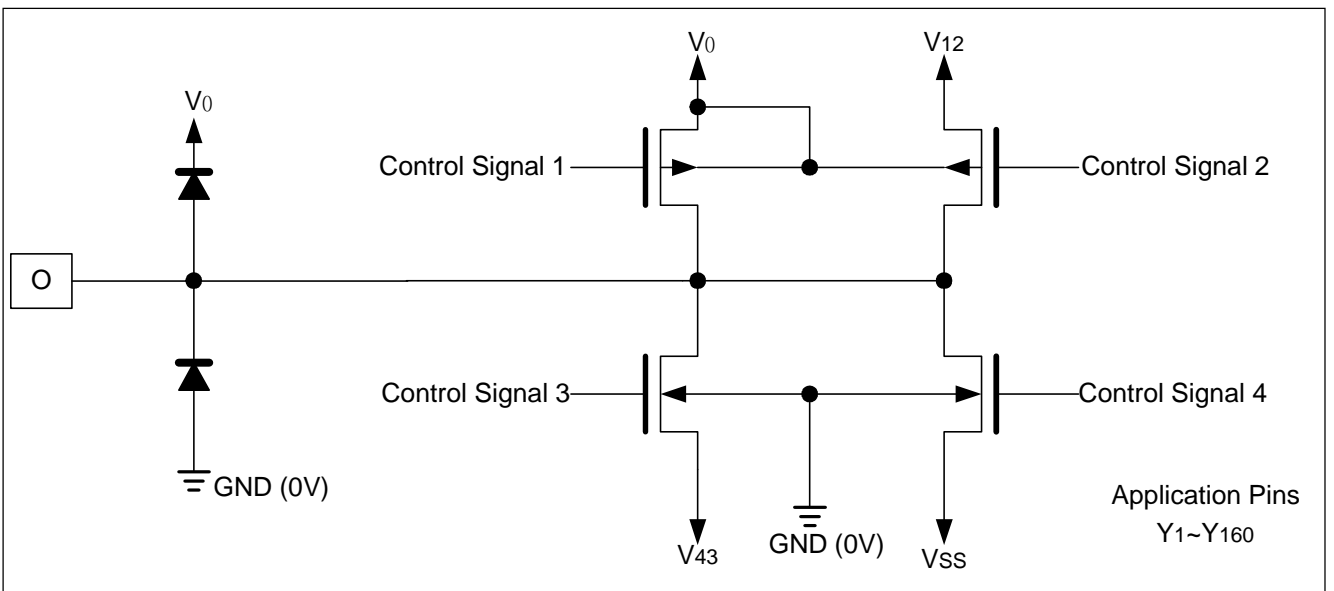 V0
V12
V0
Control Signal 1
Control Signal 2
O
Control Signal 3
Control Signal 4
GND (0V)
Application Pins
Y1~Y160
V43
GND (0V)
VSS